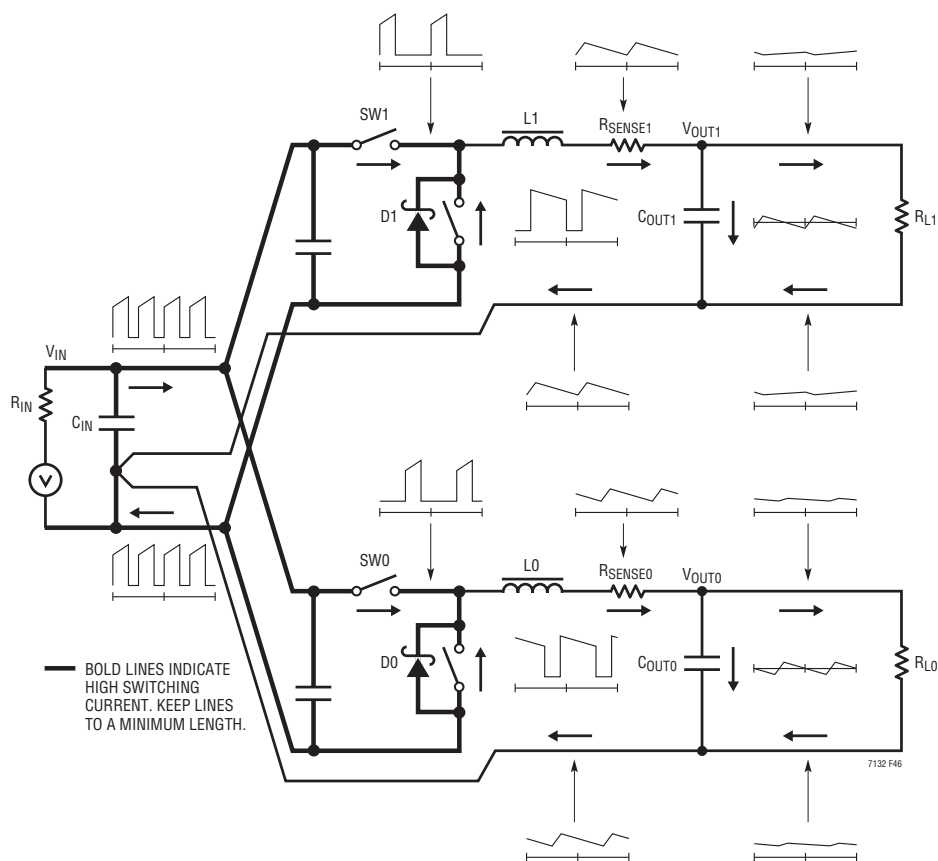 SW1
L1
RSENSE1
VOUT1
D1
COUT1
RL1
VIN
RIN
CIN
V
SW0
L0
RSENSE0
VOUT0
D0
COUT0
RL0
BOLD LINES INDICATE
HIGH SWITCHING
CURRENT. KEEP LINES
TO A MINIMUM LENGTH.
7132 F46